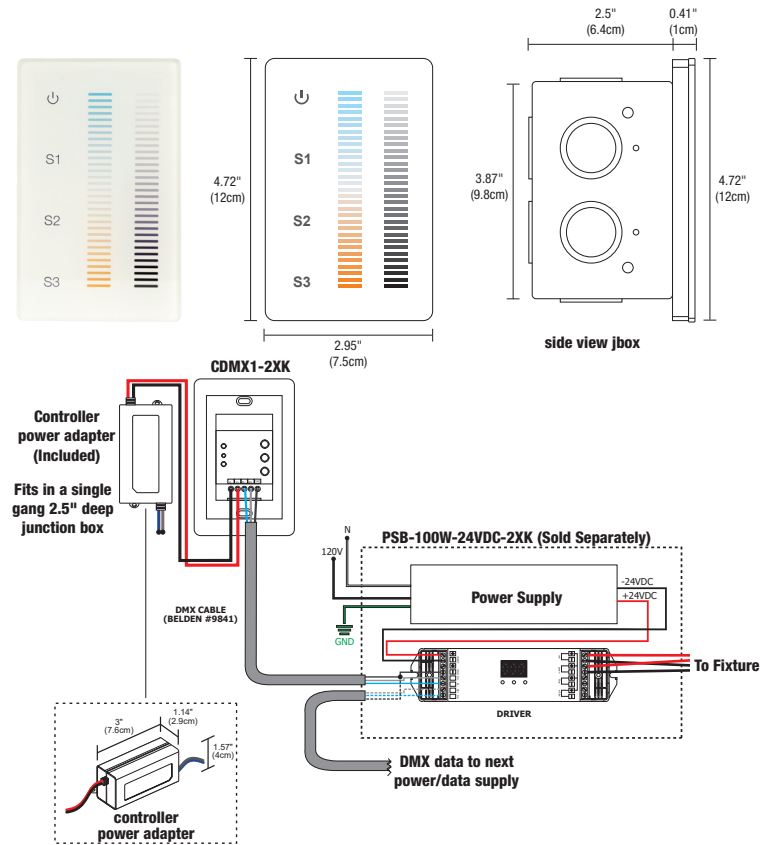 S1
S2
S3
4.72"
(12cm)
S1
S2
S3
2.95"
(7.5cm)
2.5"
(6.4cm)
0.41"
(1cm)
3.87"
(9.8cm)
4.72"
(12cm)
side view jbox
CDMX1-2XK
Controller
power adapter
(Included)
Fits in a single
gang 2.5" deep
junction box
DMX CABLE
(BELDEN #9841)
PSB-100W-24VDC-2XK (Sold Separately)
N
120V
GND
Power Supply
-24VDC
+24VDC
To Fixture
DRIVER
DMX data to next
power/data supply
3"
(7.6cm)
1.14"
(2.9cm)
1.57"
(4cm)
controller
power adapter